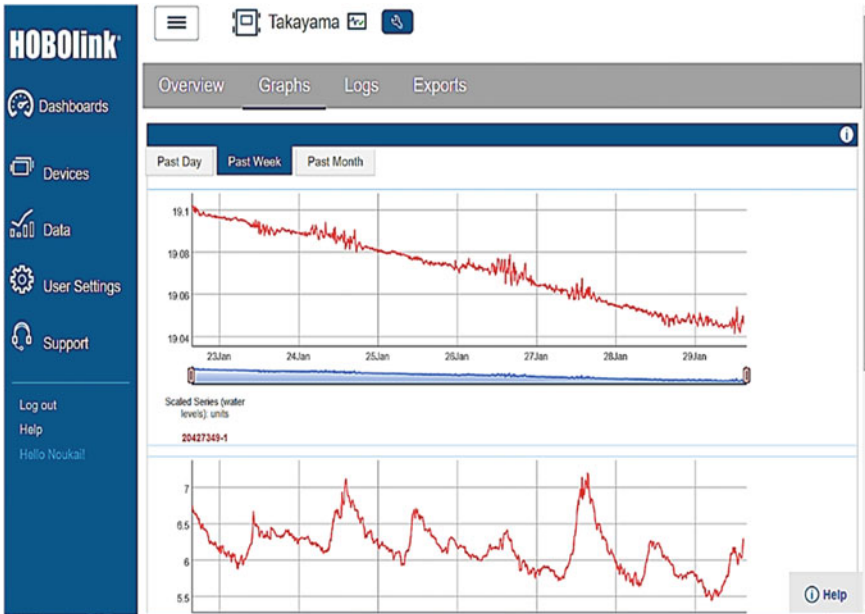 HOBOlink®
Dashboards
Devices
Data
User Settings
Support
Log out
Help
Hello Noukai!
Takayama
Overview Graphs Logs Exports
Past Day Past Week Past Month
19.1
19.08
19.06
19.04
23Jan 24Jan 25Jan 26Jan 27Jan 28Jan 29Jan
Scaled Series (water
levels): units
20427349-1
7
6.5
6
5.5
Help